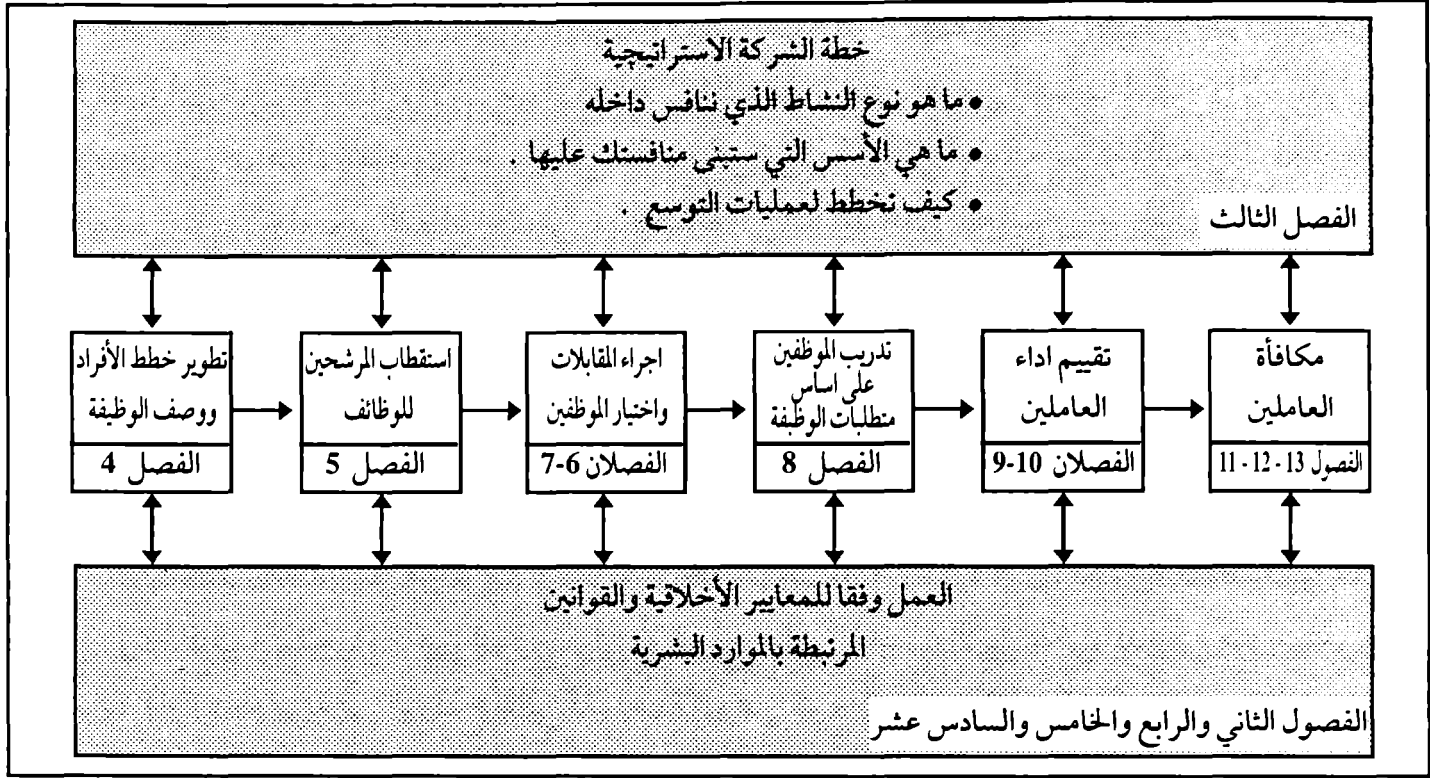 خطة الشركة الاستراتيجية
• ما هو نوع النشاط الذي ننافس داخله
• ما هي الأسس التي ستبنى منافستك عليها .
• كيف نخطط لعمليات التوسع .
الفصل الثالث
تطوير خطط الأفراد
ووصف الوظيفة
الفصل 4
استقطاب المرشحين
للوظائف
الفصل 5
اجراء المقابلات
واختيار الموظفين
الفصلان 6-7
تدريب الموظفين
على اساس
متطلبات الوظيفة
الفصل 8
تقييم اداء
العاملين
الفصلان 10-9
مكافأة
العاملين
الفصول 13 - 12 - 11
العمل وفقا للمعايير الأخلاقية والقوانين
المرتبطة بالموارد البشرية
الفصول الثاني والرابع والخامس والسادس عشر